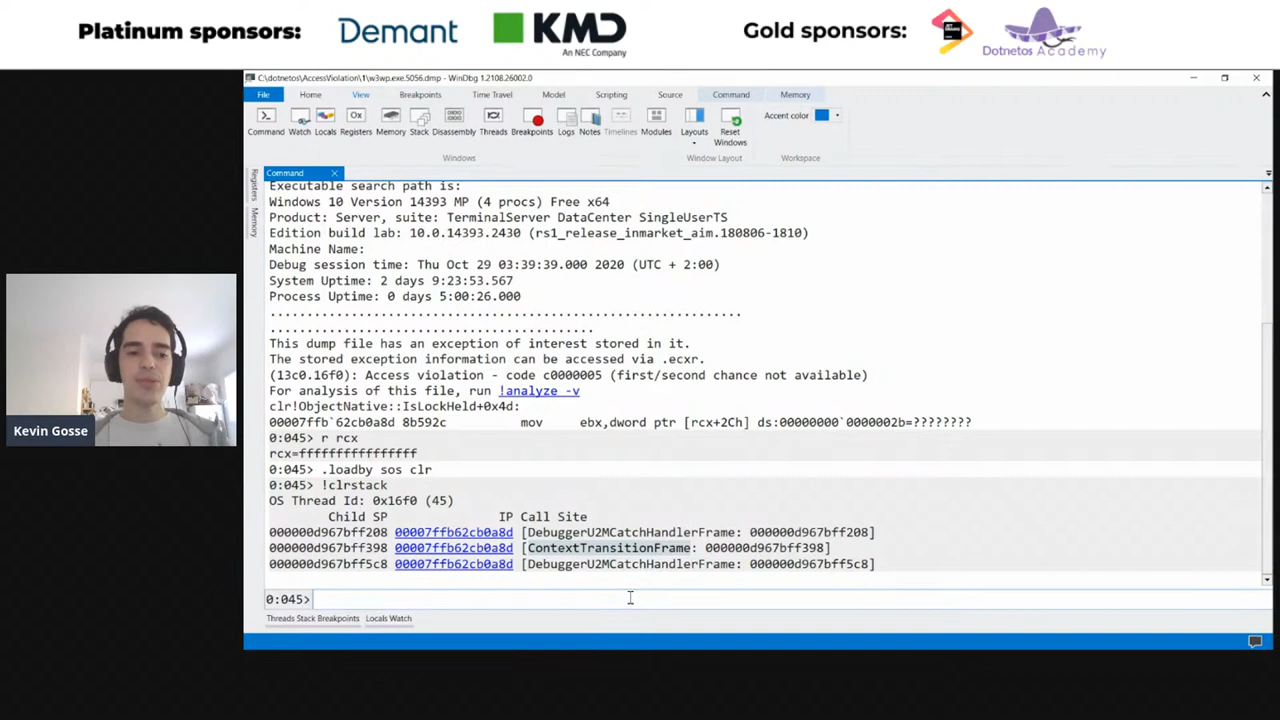 Platinum sponsors:
Demant
KMD
An NEC Company
Gold sponsors:
Dotnetos Academy
C:\dotnetos\AccessViolation\1\w3wp.exe.5056.dmp - WinDbg 1.2108.26002.0
File Home View Breakpoints Time Travel Model Scripting Source Command Memory
Command Watch Locals Registers Memory Stack Disassembly Threads Breakpoints Logs Notes Timelines Modules Layouts Reset Windows
Accent color
Windows
Window Layout
Workspace
Registers
Memory
Command
Executable search path is:
Windows 10 Version 14393 MP (4 procs) Free x64
Product: Server, suite: TerminalServer DataCenter SingleUserTS
Edition build lab: 10.0.14393.2430 (rs1_release_inmarket_aim.180806-1810)
Machine Name:
Debug session time: Thu Oct 29 03:39:39.000 2020 (UTC + 2:00)
System Uptime: 2 days 9:23:53.567
Process Uptime: 0 days 5:00:26.000
................................................................
............................................
This dump file has an exception of interest stored in it.
The stored exception information can be accessed via .ecxr.
(13c0.16f0): Access violation - code c0000005 (first/second chance not available)
For analysis of this file, run !analyze -v
clr!ObjectNative::IsLockHeld+0x4d:
00007ffb`62cb0a8d 8b592c mov ebx,dword ptr [rcx+2Ch] ds:00000000`0000002b=????????
0:045> r rcx
rcx=ffffffffffffffff
0:045> .loadby sos clr
0:045> !clrstack
OS Thread Id: 0x16f0 (45)
Child SP IP Call Site
000000d967bff208 00007ffb62cb0a8d [DebuggerU2MCatchHandlerFrame: 000000d967bff208]
000000d967bff398 00007ffb62cb0a8d [ContextTransitionFrame: 000000d967bff398]
000000d967bff5c8 00007ffb62cb0a8d [DebuggerU2MCatchHandlerFrame: 000000d967bff5c8]
0:045>
Threads Stack Breakpoints Locals Watch
Kevin Gosse